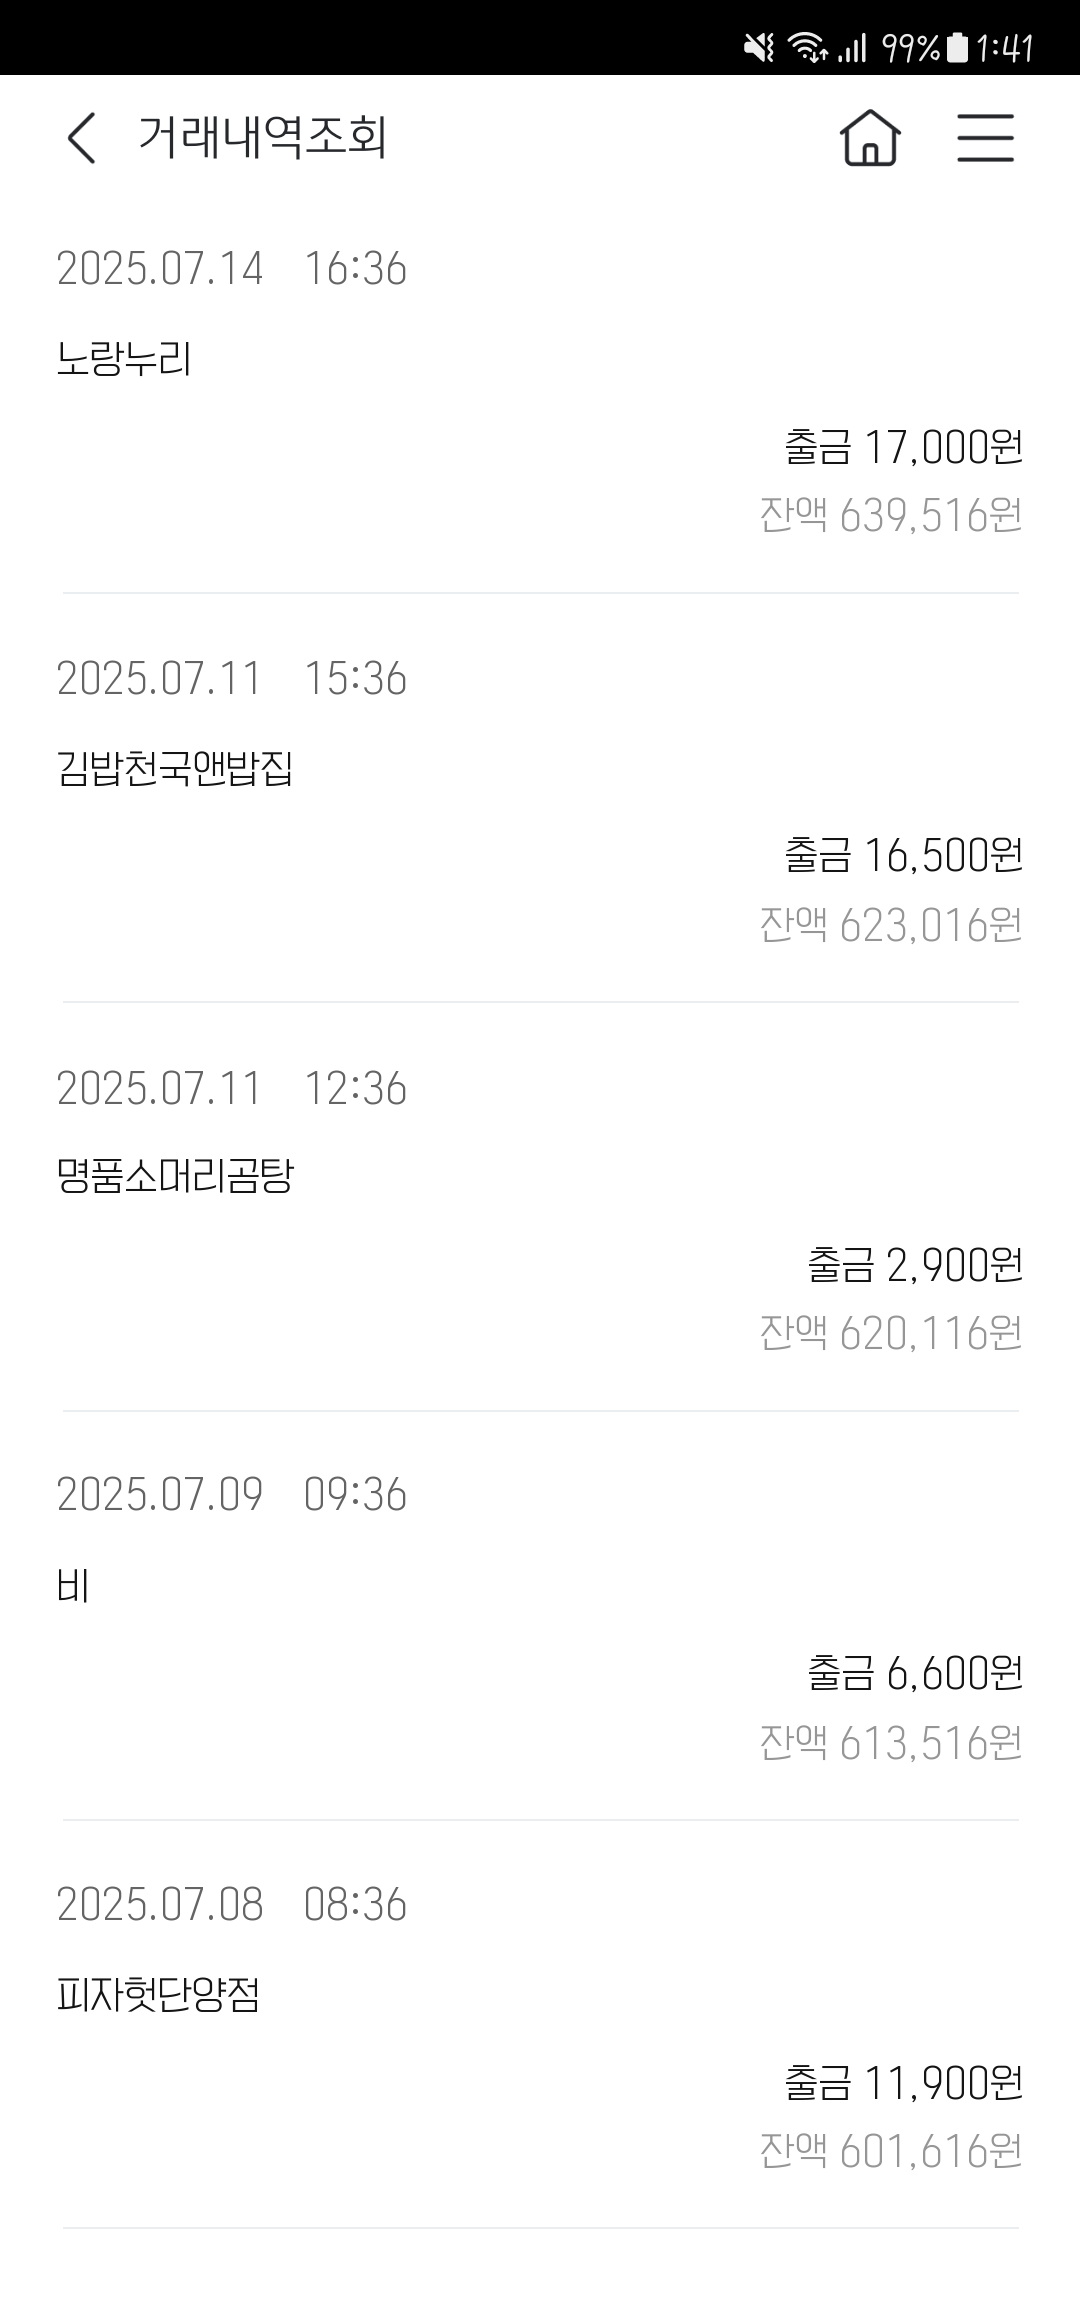 99% 1:41
거래내역조회
2025.07.14 16:36
노랑누리
출금 17,000원
잔액 639,516원
2025.07.11 15:36
김밥천국앤밥집
출금 16,500원
잔액 623,016원
2025.07.11 12:36
명품소머리곰탕
출금 2,900원
잔액 620,116원
2025.07.09 09:36
비
출금 6,600원
잔액 613,516원
2025.07.08 08:36
피자헛단양점
출금 11,900원
잔액 601,616원